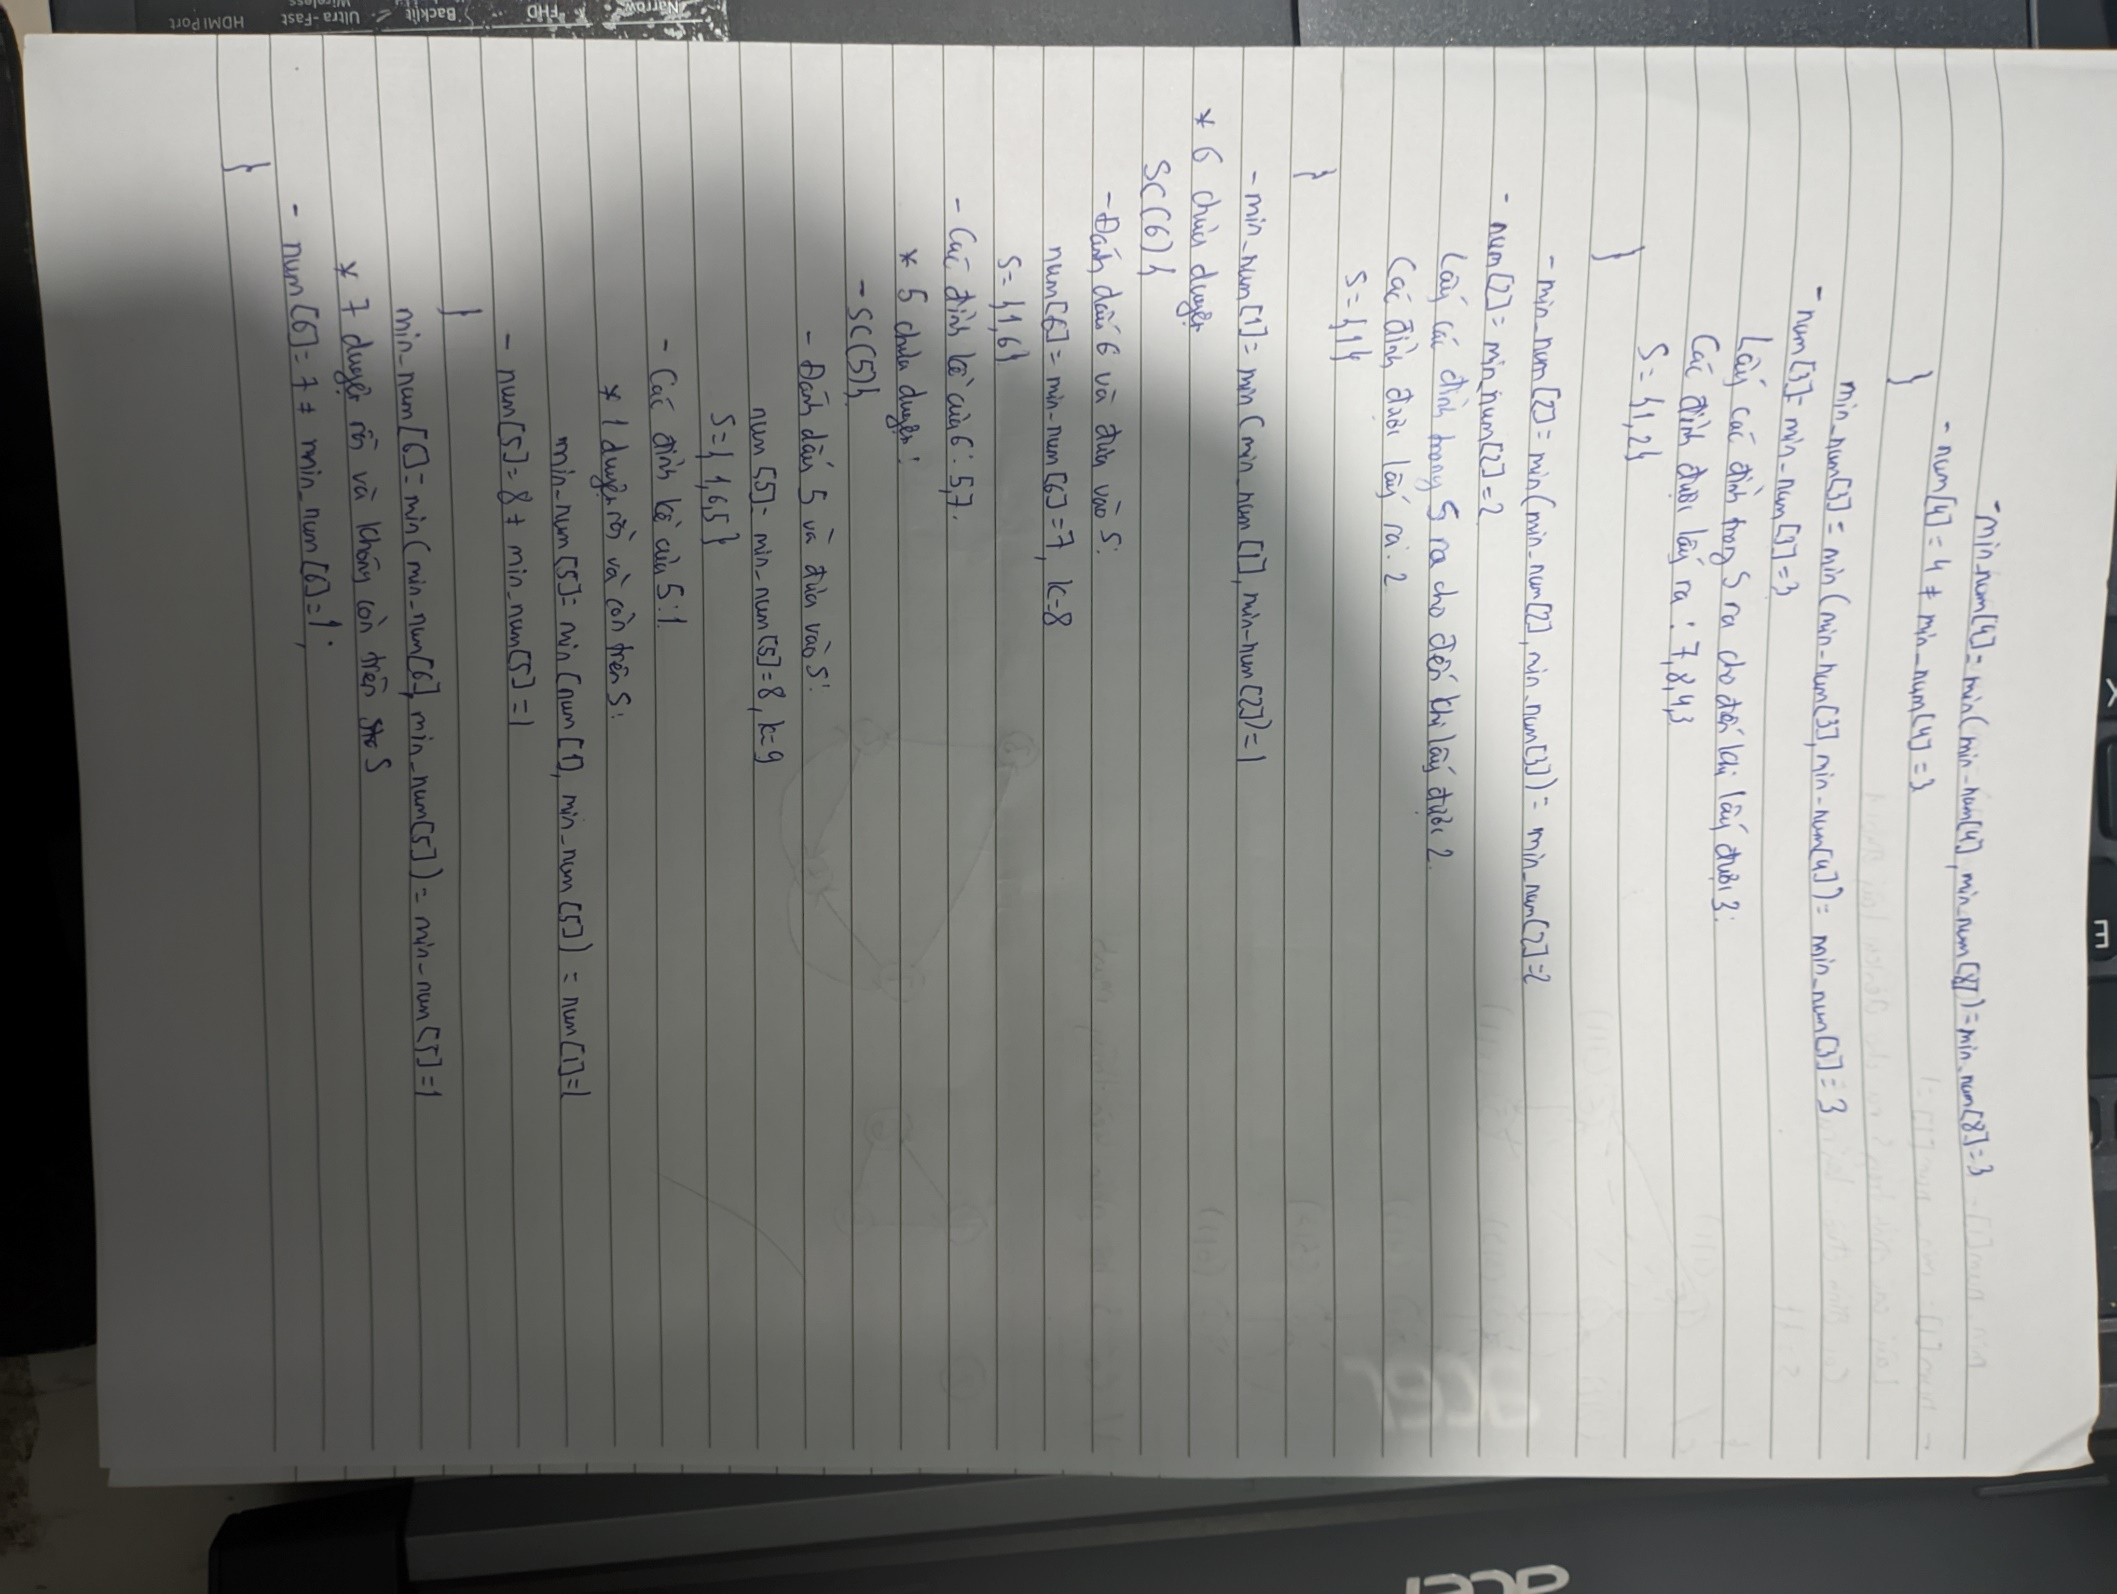 - min_num[4] = min(min_num[4], min_num[8]) = min_num[8] = 3
- num[4] = 4 ≠ min_num[4] = 3
}
min_num[3] = min(min_num[3], min_num[4]) = min_num[3] = 3
- num[3] = min_num[3] = 3
Lấy các đỉnh trong S ra cho đến khi lấy được 3:
Các đỉnh được lấy ra : 7, 8, 4, 3
S = {1, 2}
}
- min_num[2] = min(min_num[2], min_num[3]) = min_num[2] = 2
- num[2] = min_num[2] = 2
Lấy các đỉnh trong S ra cho đến khi lấy được 2
Các đỉnh được lấy ra: 2
S = {1}
}
- min_num[1] = min(min_num[1], min_num[2]) = 1
* 6 chưa duyệt
SC(6){
- Đánh dấu 6 và đưa vào S:
num[6] = min_num[6] = 7, k=8
S = {1, 6}
- Các đỉnh kề của 6: 5, 7.
* 5 chưa duyệt:
- SC(5){
- Đánh dấu 5 và đưa vào S:
num[5] = min_num[5] = 8, k=9
S = {1, 6, 5}
- Các đỉnh kề của 5: 1
* 1 duyệt rồi và còn trên S:
min_num[5] = min(num[1], min_num[5]) = num[1] = 1
- num[5] = 8 ≠ min_num[5] = 1
}
min_num[6] = min(min_num[6], min_num[5]) = min_num[5] = 1
* 7 duyệt rồi và không còn trên S
- num[6] = 7 ≠ min_num[6] = 1.
}
HDMI PORT
Ultra-Fast
Wireless
Backlit
FHD
Narrow
acer
acer
E